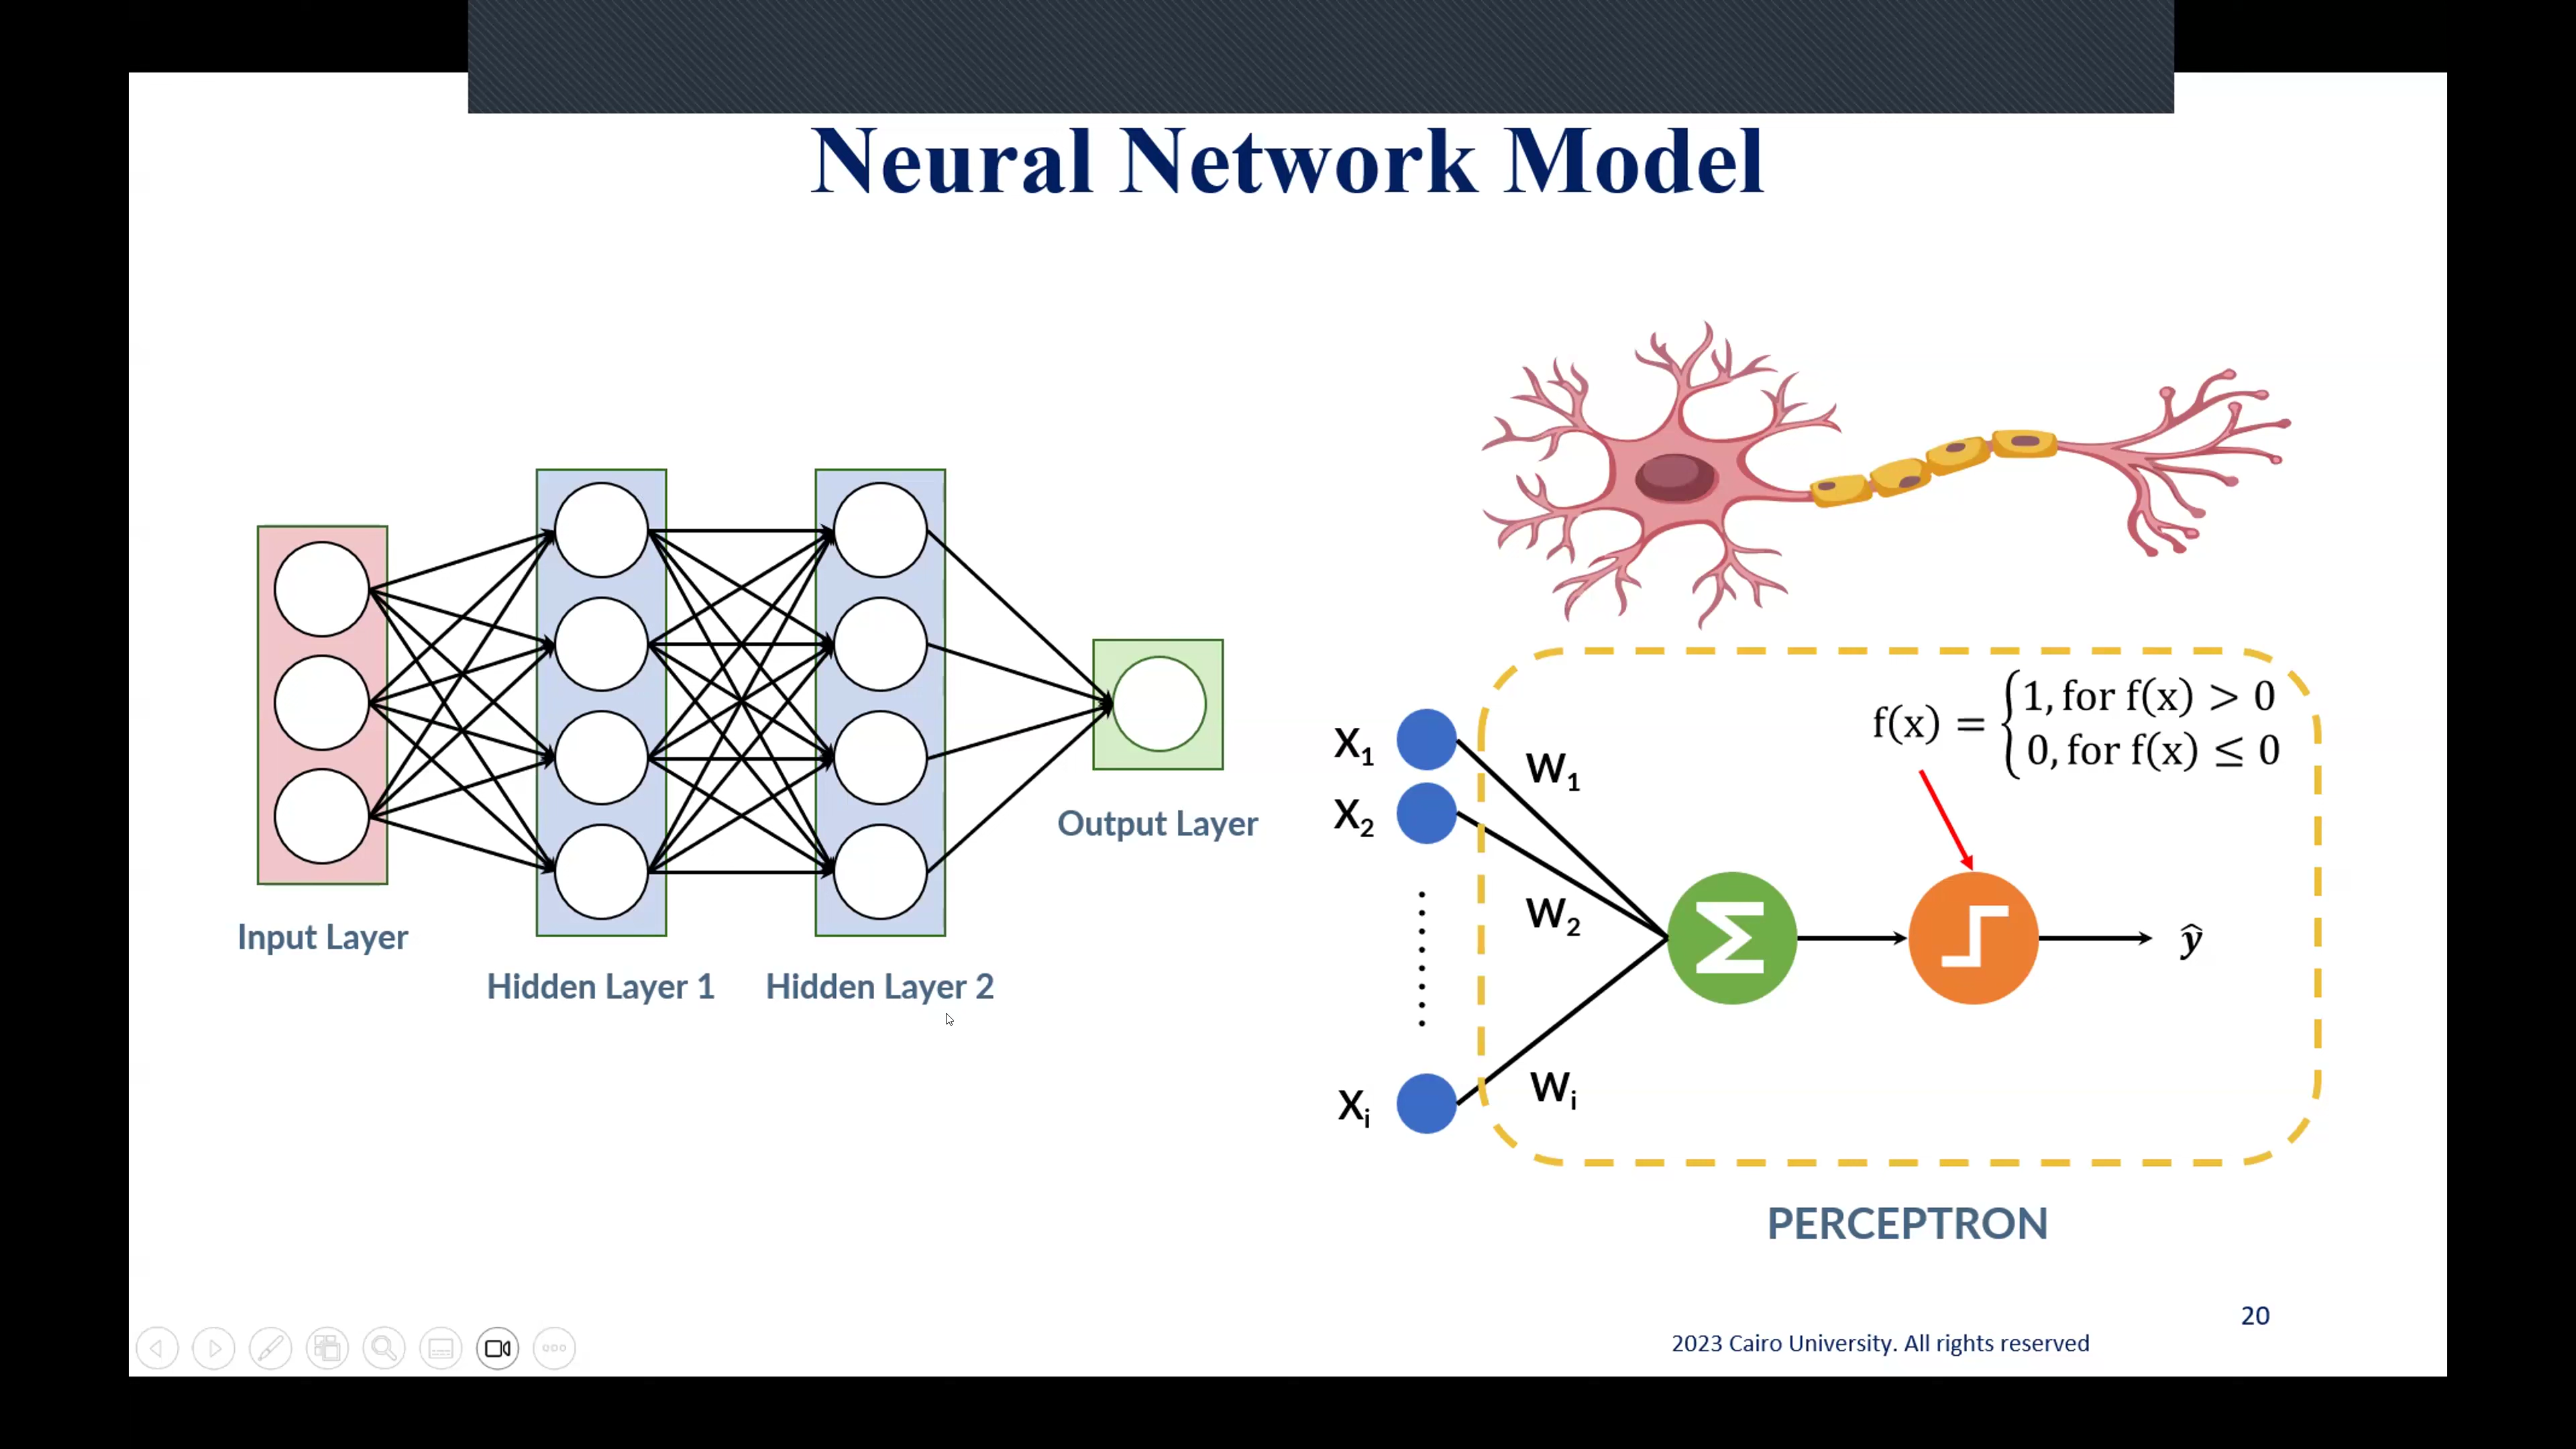 Neural Network Model
Input Layer
Hidden Layer 1
Hidden Layer 2
Output Layer
f(x) = {1, for f(x) > 0
0, for f(x) ≤ 0
X₁
W₁
X₂
W₂
Σ
ŷ
Xᵢ
Wᵢ
PERCEPTRON
20
2023 Cairo University. All rights reserved